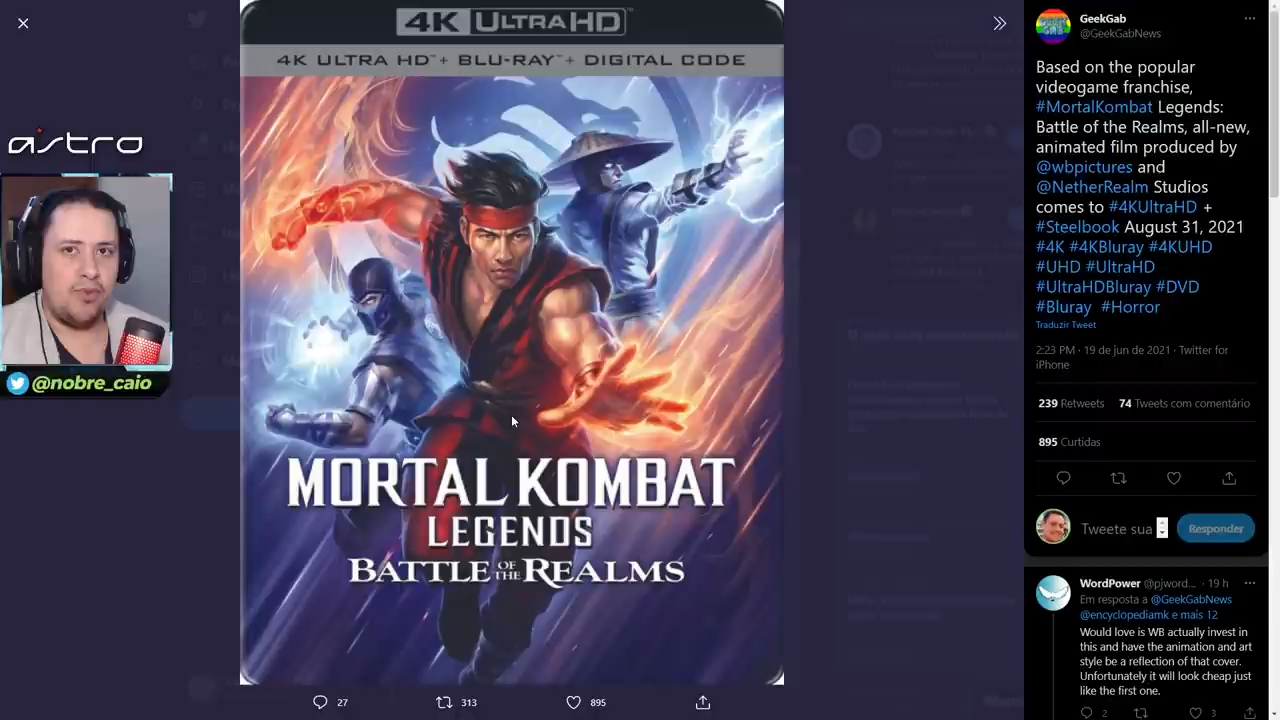 4K ULTRA HD™
4K ULTRA HD™ + BLU-RAY™ + DIGITAL CODE
MORTAL KOMBAT
LEGENDS
BATTLE OF THE REALMS
27
313
895
astro
@nobre_caio
GeekGab
@GeekGabNews
Based on the popular
videogame franchise,
#MortalKombat Legends:
Battle of the Realms, all-new,
animated film produced by
@wbpictures and
@NetherRealm Studios
comes to #4KUltraHD +
#Steelbook August 31, 2021
#4K #4KBluray #4KUHD
#UHD #UltraHD
#UltraHDBluray #DVD
#Bluray #Horror
Traduzir Tweet
2:23 PM · 19 de jun de 2021 · Twitter for
iPhone
239 Retweets 74 Tweets com comentário
895 Curtidas
Tweete sua
Responder
WordPower @pjword... · 19 h
Em resposta a @GeekGabNews
@encyclopediamk e mais 12
Would love is WB actually invest in
this and have the animation and art
style be a reflection of that cover.
Unfortunately it will look cheap just
like the first one.
2
3